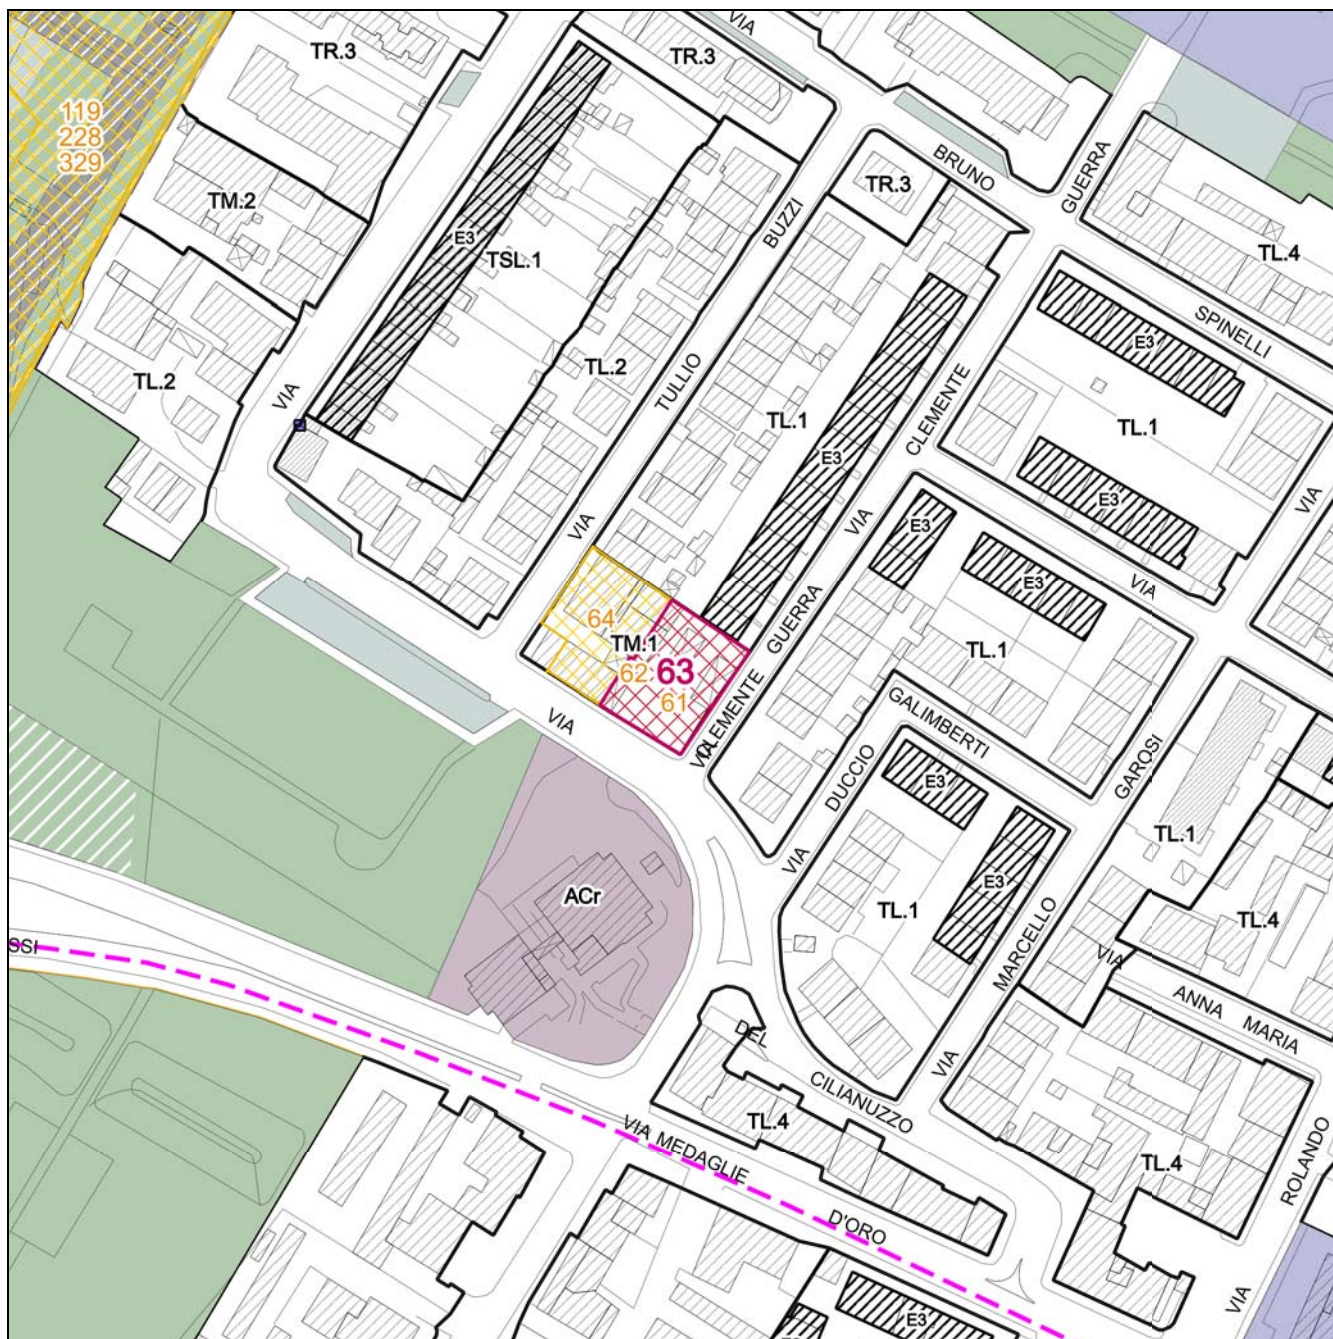 VIA
TR.3
TR.3
119
228
329
BRUNO
GUERRA
TR.3
TM.2
BUZZI
E3
TSL.1
TL.4
SPINELLI
E3
TL.2
TL.2
TULLIO
CLEMENTE
VIA
TL.1
TL.1
E3
E3
VIA
E3
VIA
VIA
E3
VIA
GUERRA
64
TM.1
62
63
61
TL.1
CLEMENTE
VIA
VIA
GALIMBERTI
DUCCIO
GAROSI
E3
TL.1
VIA
E3
ACr
TL.1
TL.4
MARCELLO
SSI
VIA
ANNA MARIA
DEL
CILIANUZZO
VIA
TL.4
VIA MEDAGLIE
D'ORO
TL.4
ROLANDO
VIA
E3